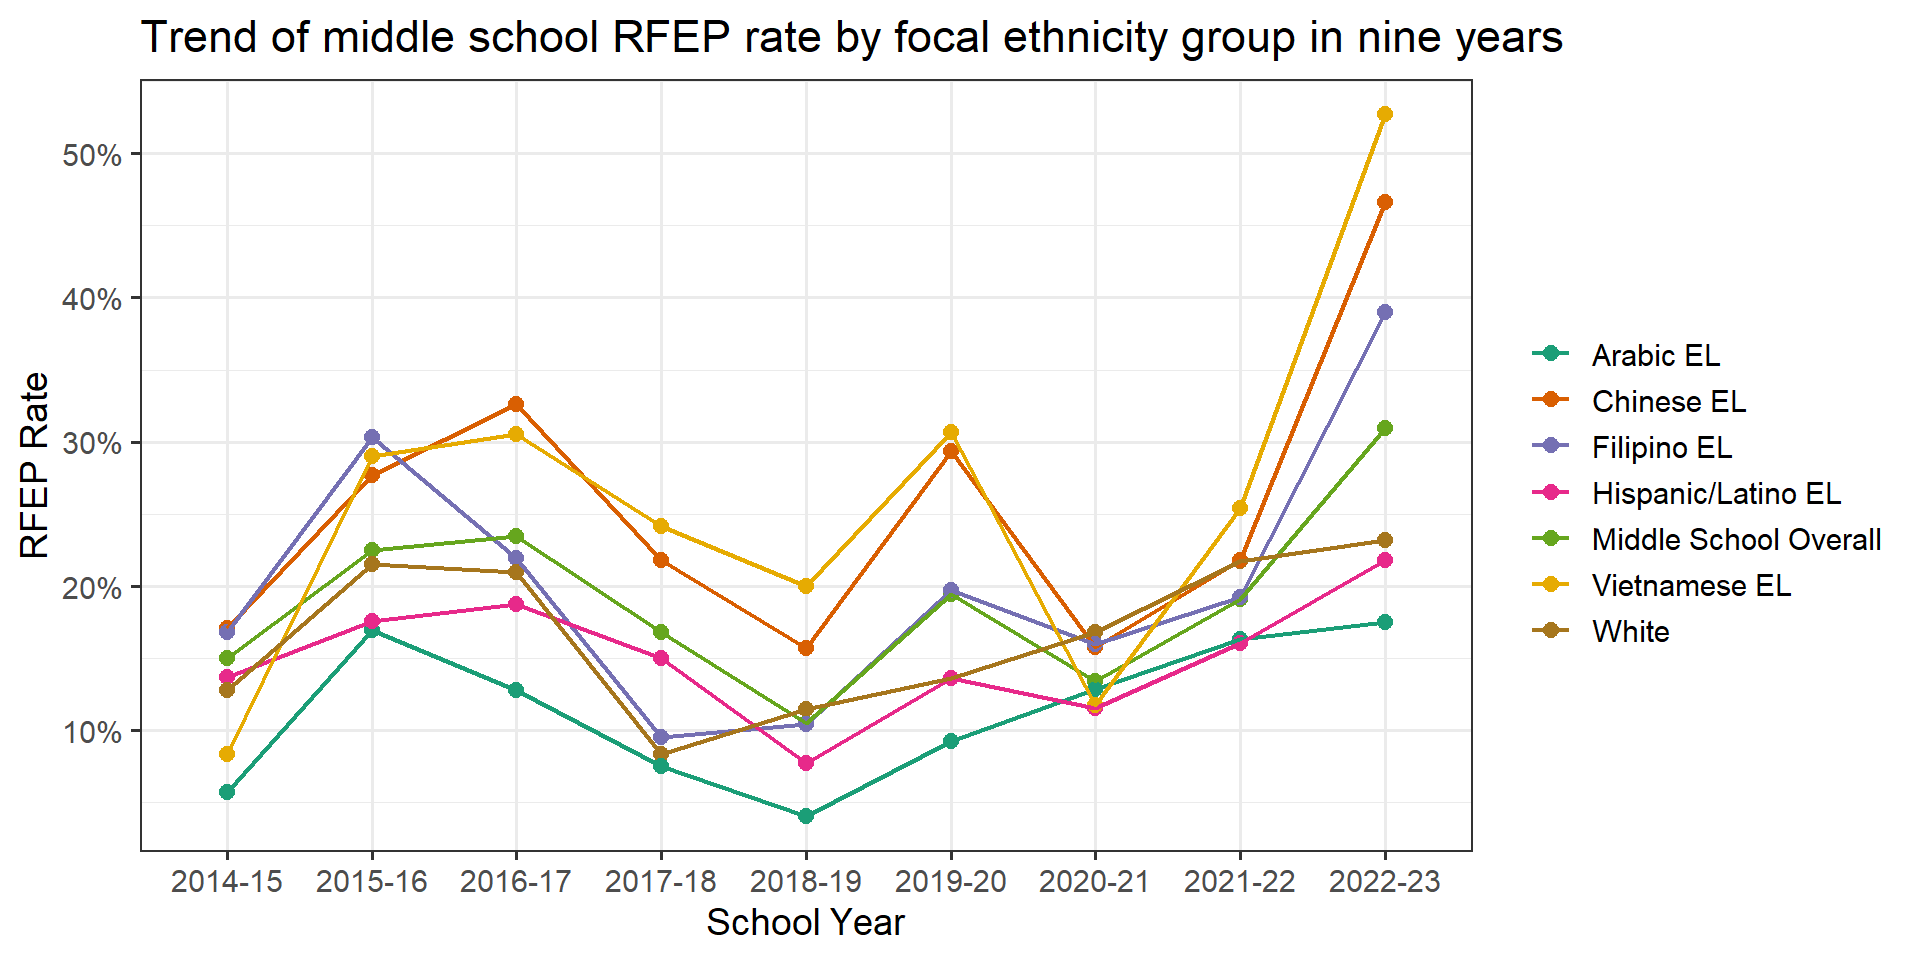 Trend of middle school RFEP rate by focal ethnicity group in nine years
50%
40%
30%
20%
10%
RFEP Rate
2014-15 2015-16 2016-17 2017-18 2018-19 2019-20 2020-21 2021-22 2022-23
School Year
Arabic EL
Chinese EL
Filipino EL
Hispanic/Latino EL
Middle School Overall
Vietnamese EL
White